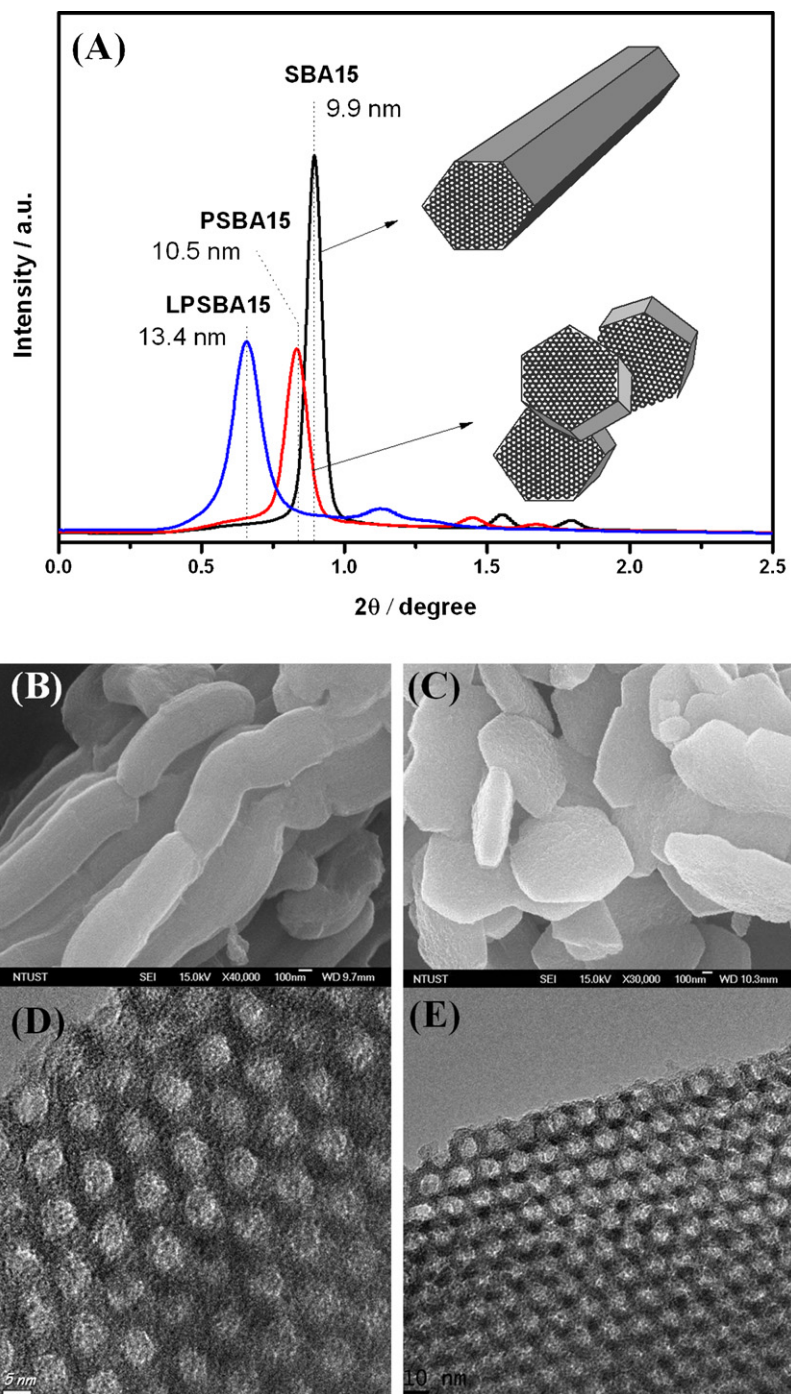 (A)
SBA15
9.9 nm
PSBA15
10.5 nm
LPSBA15
13.4 nm
Intensity / a.u.
0.0 0.5 1.0 1.5 2.0 2.5
2θ / degree
(B)
NTUST SEI 15.0kV X40,000 100nm WD 9.7mm
(C)
NTUST SEI 15.0kV X30,000 100nm WD 10.3mm
(D)
5 nm
(E)
10 nm